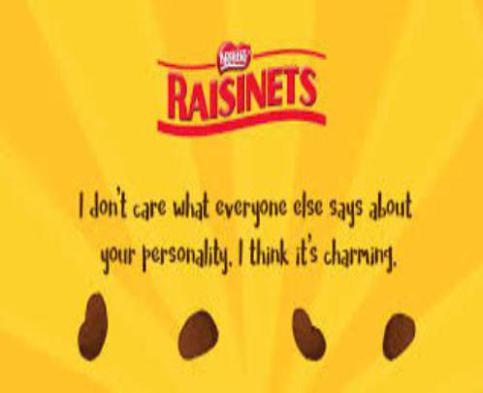 Nestlé
RAISINETS
I don't care what everyone else says about
your personality. I think it's charming.